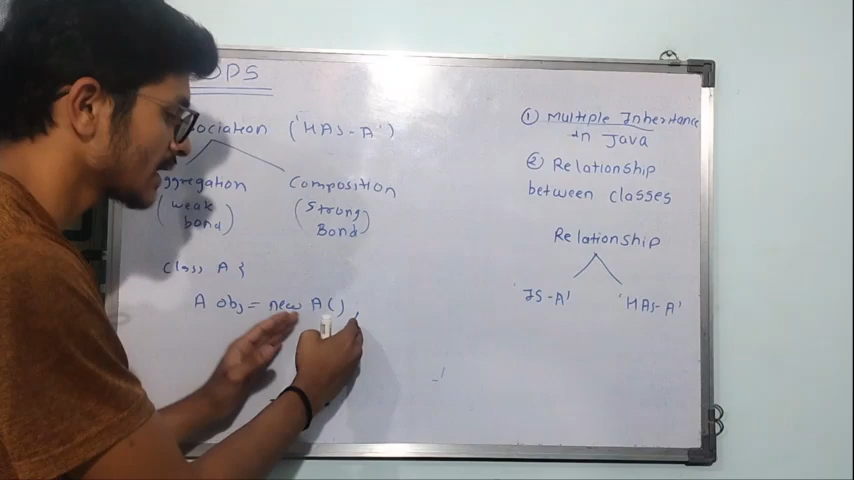 OPS
ociation ('HAS-A')
ggregation Composition
(weak bond) (Strong Bond)
Class A {
A obj = new A();
① Multiple Inheritance
in Java
② Relationship
between classes
Relationship
'IS-A' 'HAS-A'